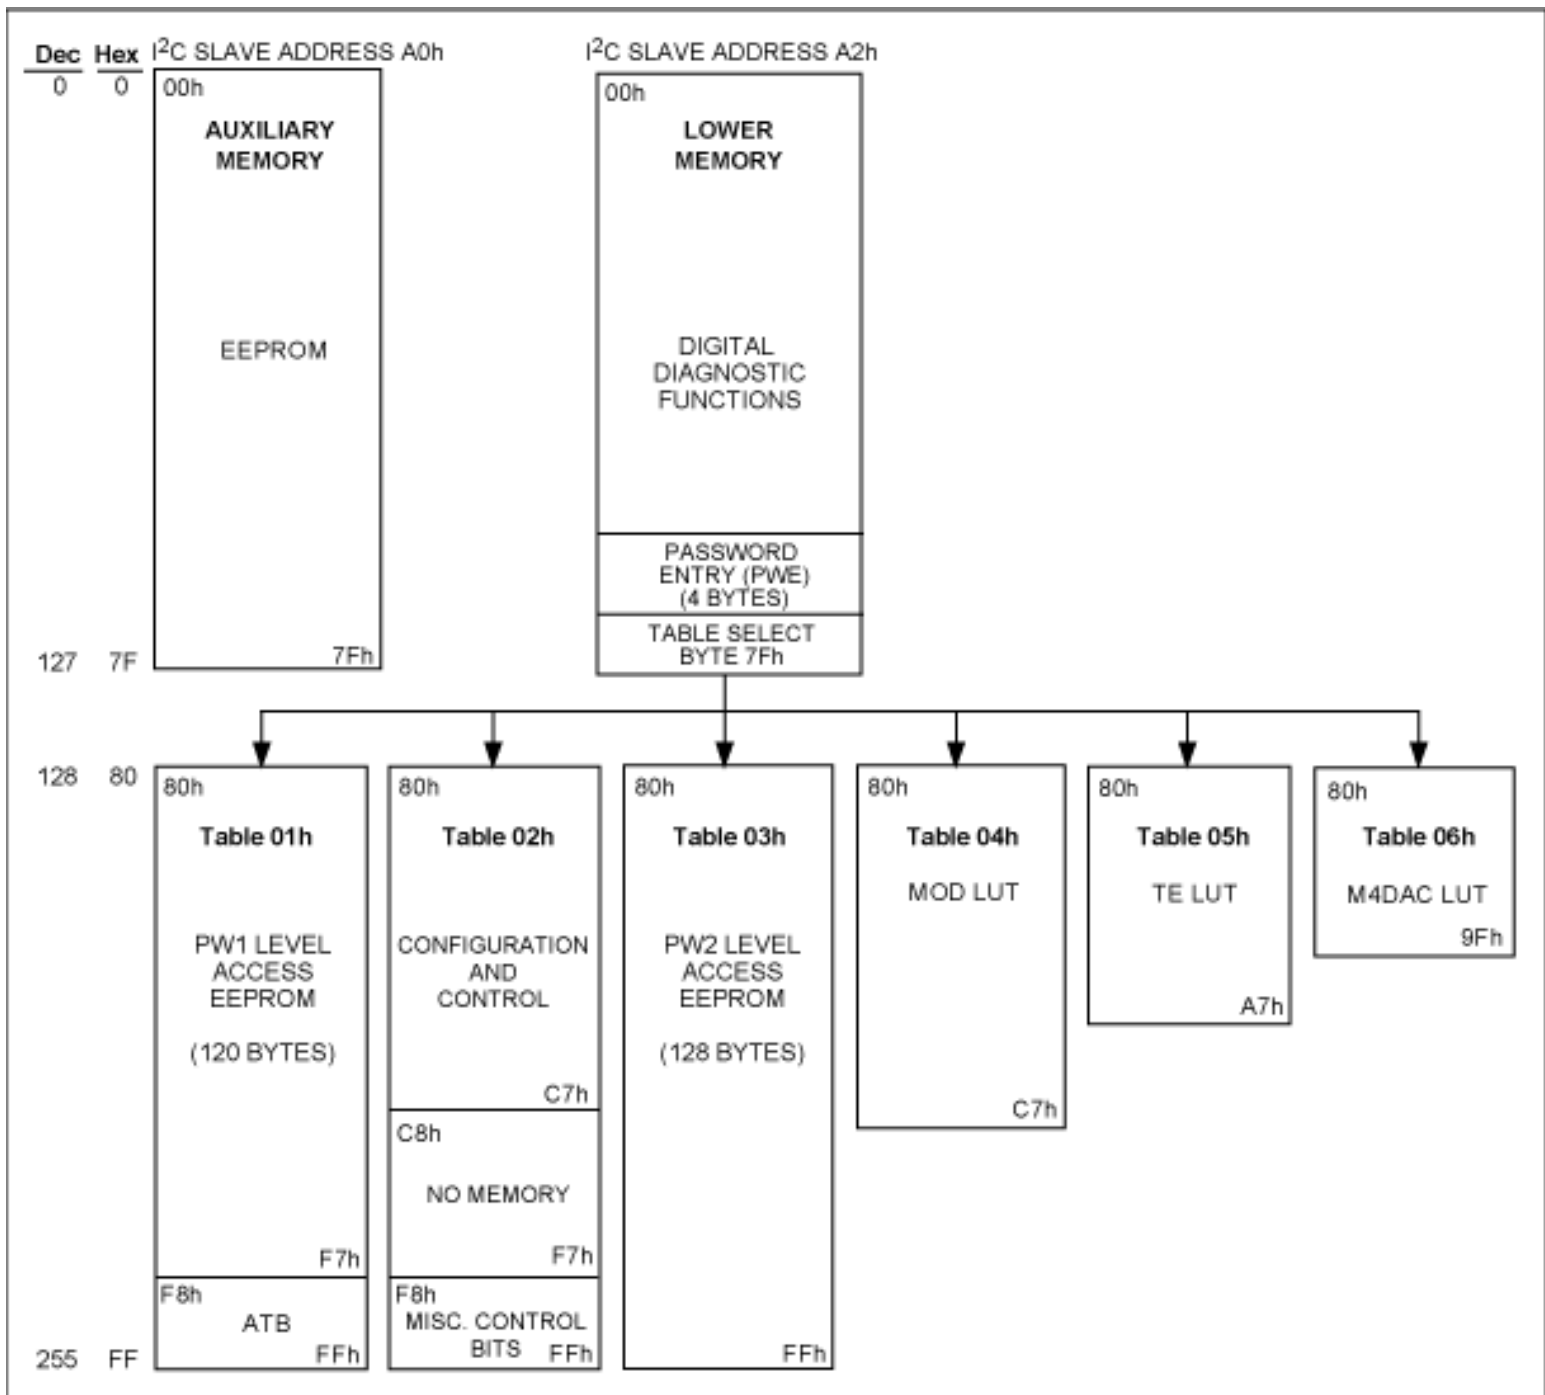 Dec Hex I2C SLAVE ADDRESS A0h I2C SLAVE ADDRESS A2h
0 0
00h
AUXILIARY
MEMORY
EEPROM
7Fh
00h
LOWER
MEMORY
DIGITAL
DIAGNOSTIC
FUNCTIONS
PASSWORD
ENTRY (PWE)
(4 BYTES)
TABLE SELECT
BYTE 7Fh
127 7F
128 80
80h
Table 01h
PW1 LEVEL
ACCESS
EEPROM
(120 BYTES)
F7h
F8h
ATB
FFh
80h
Table 02h
CONFIGURATION
AND
CONTROL
C7h
C8h
NO MEMORY
F7h
F8h
MISC. CONTROL
BITS FFh
80h
Table 03h
PW2 LEVEL
ACCESS
EEPROM
(128 BYTES)
FFh
80h
Table 04h
MOD LUT
C7h
80h
Table 05h
TE LUT
A7h
80h
Table 06h
M4DAC LUT
9Fh
255 FF